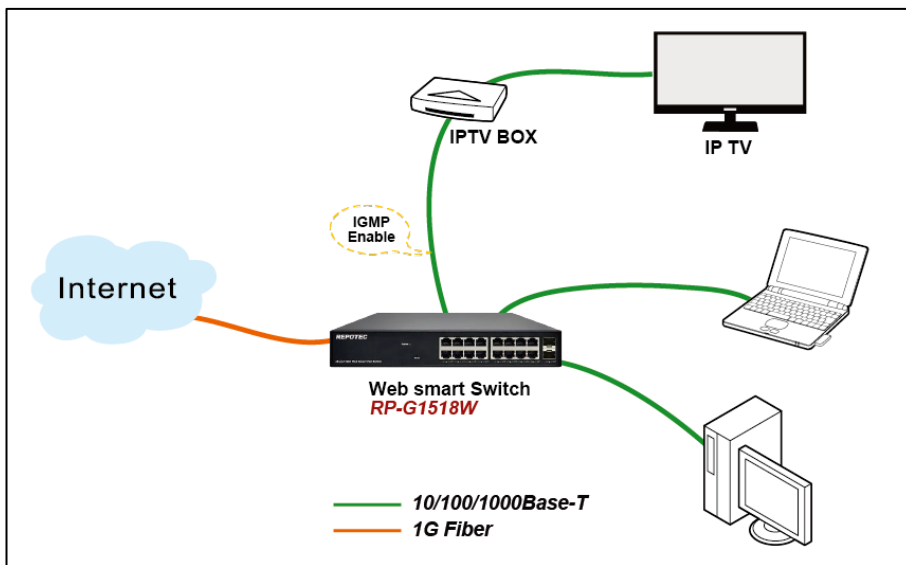 IPTV BOX
IP TV
IGMP
Enable
Internet
REPOTEC
Web smart Switch
RP-G1518W
10/100/1000Base-T
1G Fiber